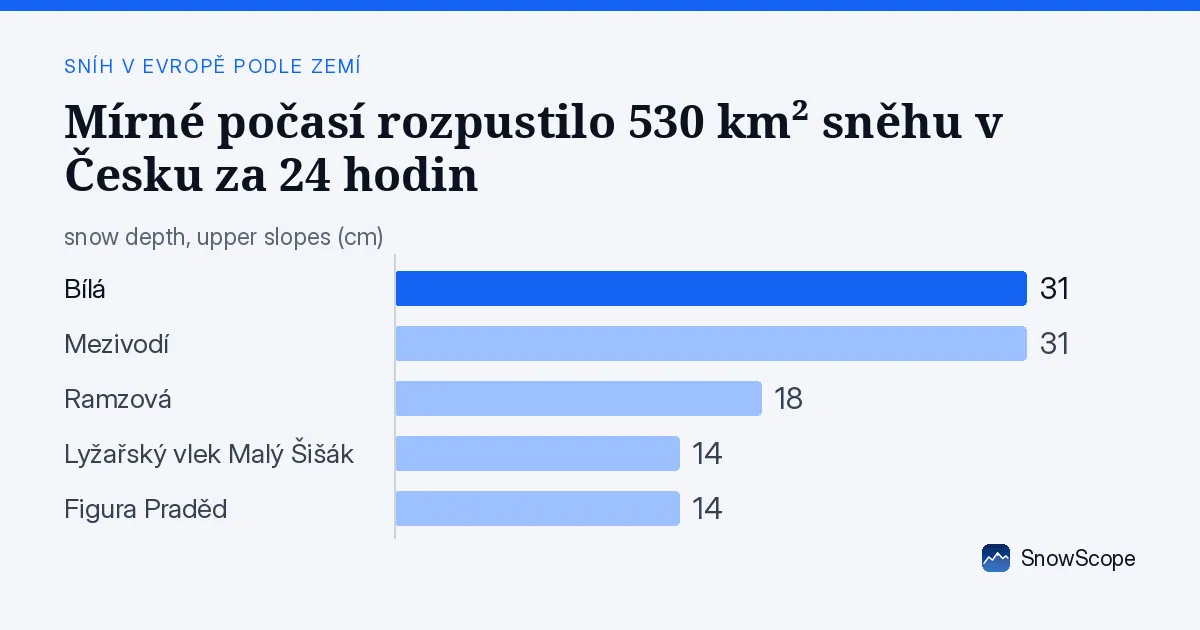 SNÍH V EVROPĚ PODLE ZEMÍ
Mírné počasí rozpustilo 530 km² sněhu v
Česku za 24 hodin
snow depth, upper slopes (cm)
Bílá 31
Mezivodí 31
Ramzová 18
Lyžařský vlek Malý Šišák 14
Figura Praděd 14
SnowScope